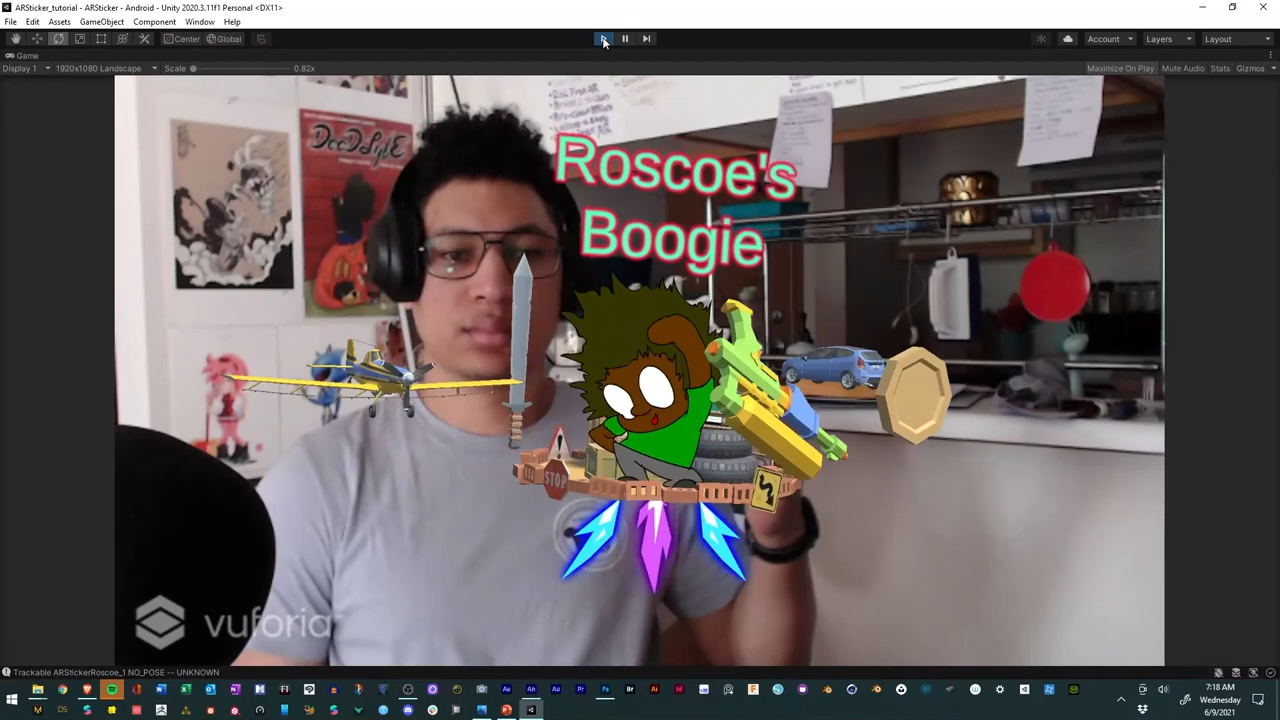 ARSticker_tutorial - ARSticker - Android - Unity 2020.3.11f1 Personal <DX11>
File Edit Assets GameObject Component Window Help
Center Global
Account Layers Layout
Game
Display 1 1920x1080 Landscape Scale 0.82x Maximize On Play Mute Audio Stats Gizmos
Roscoe's
Boogie
STOP
vuforia
Trackable ARStickerRoscoe_1 NO_POSE -- UNKNOWN
7:18 AM
Wednesday
6/9/2021